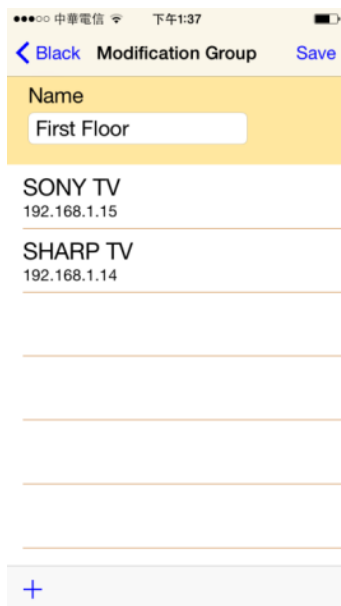 中華電信 下午1:37
Black Modification Group Save
Name
First Floor
SONY TV
192.168.1.15
SHARP TV
192.168.1.14
+